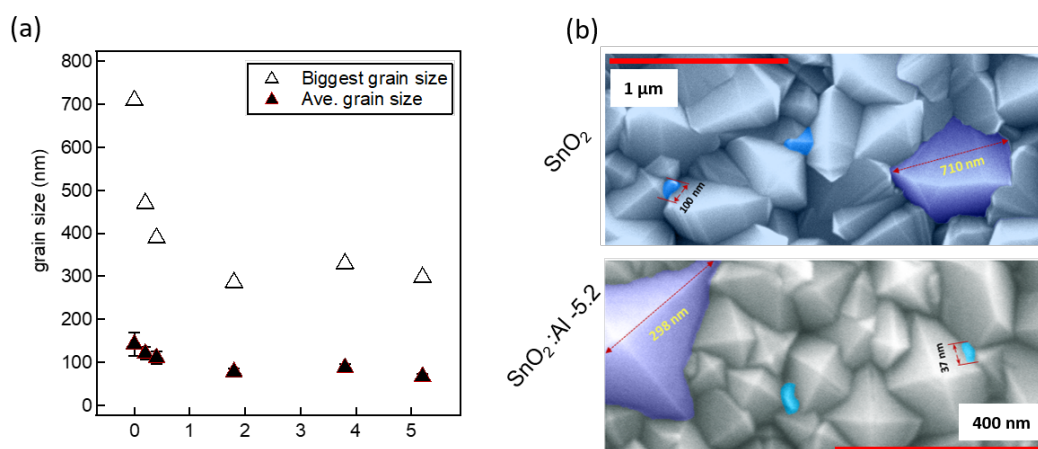 (a)
800
700
600
500
400
300
200
100
0
grain size (nm)
0 1 2 3 4 5
Biggest grain size
Ave. grain size
(b)
SnO₂
1 μm
710 nm
100 nm
SnO₂ :Al -5.2
298 nm
37 nm
400 nm